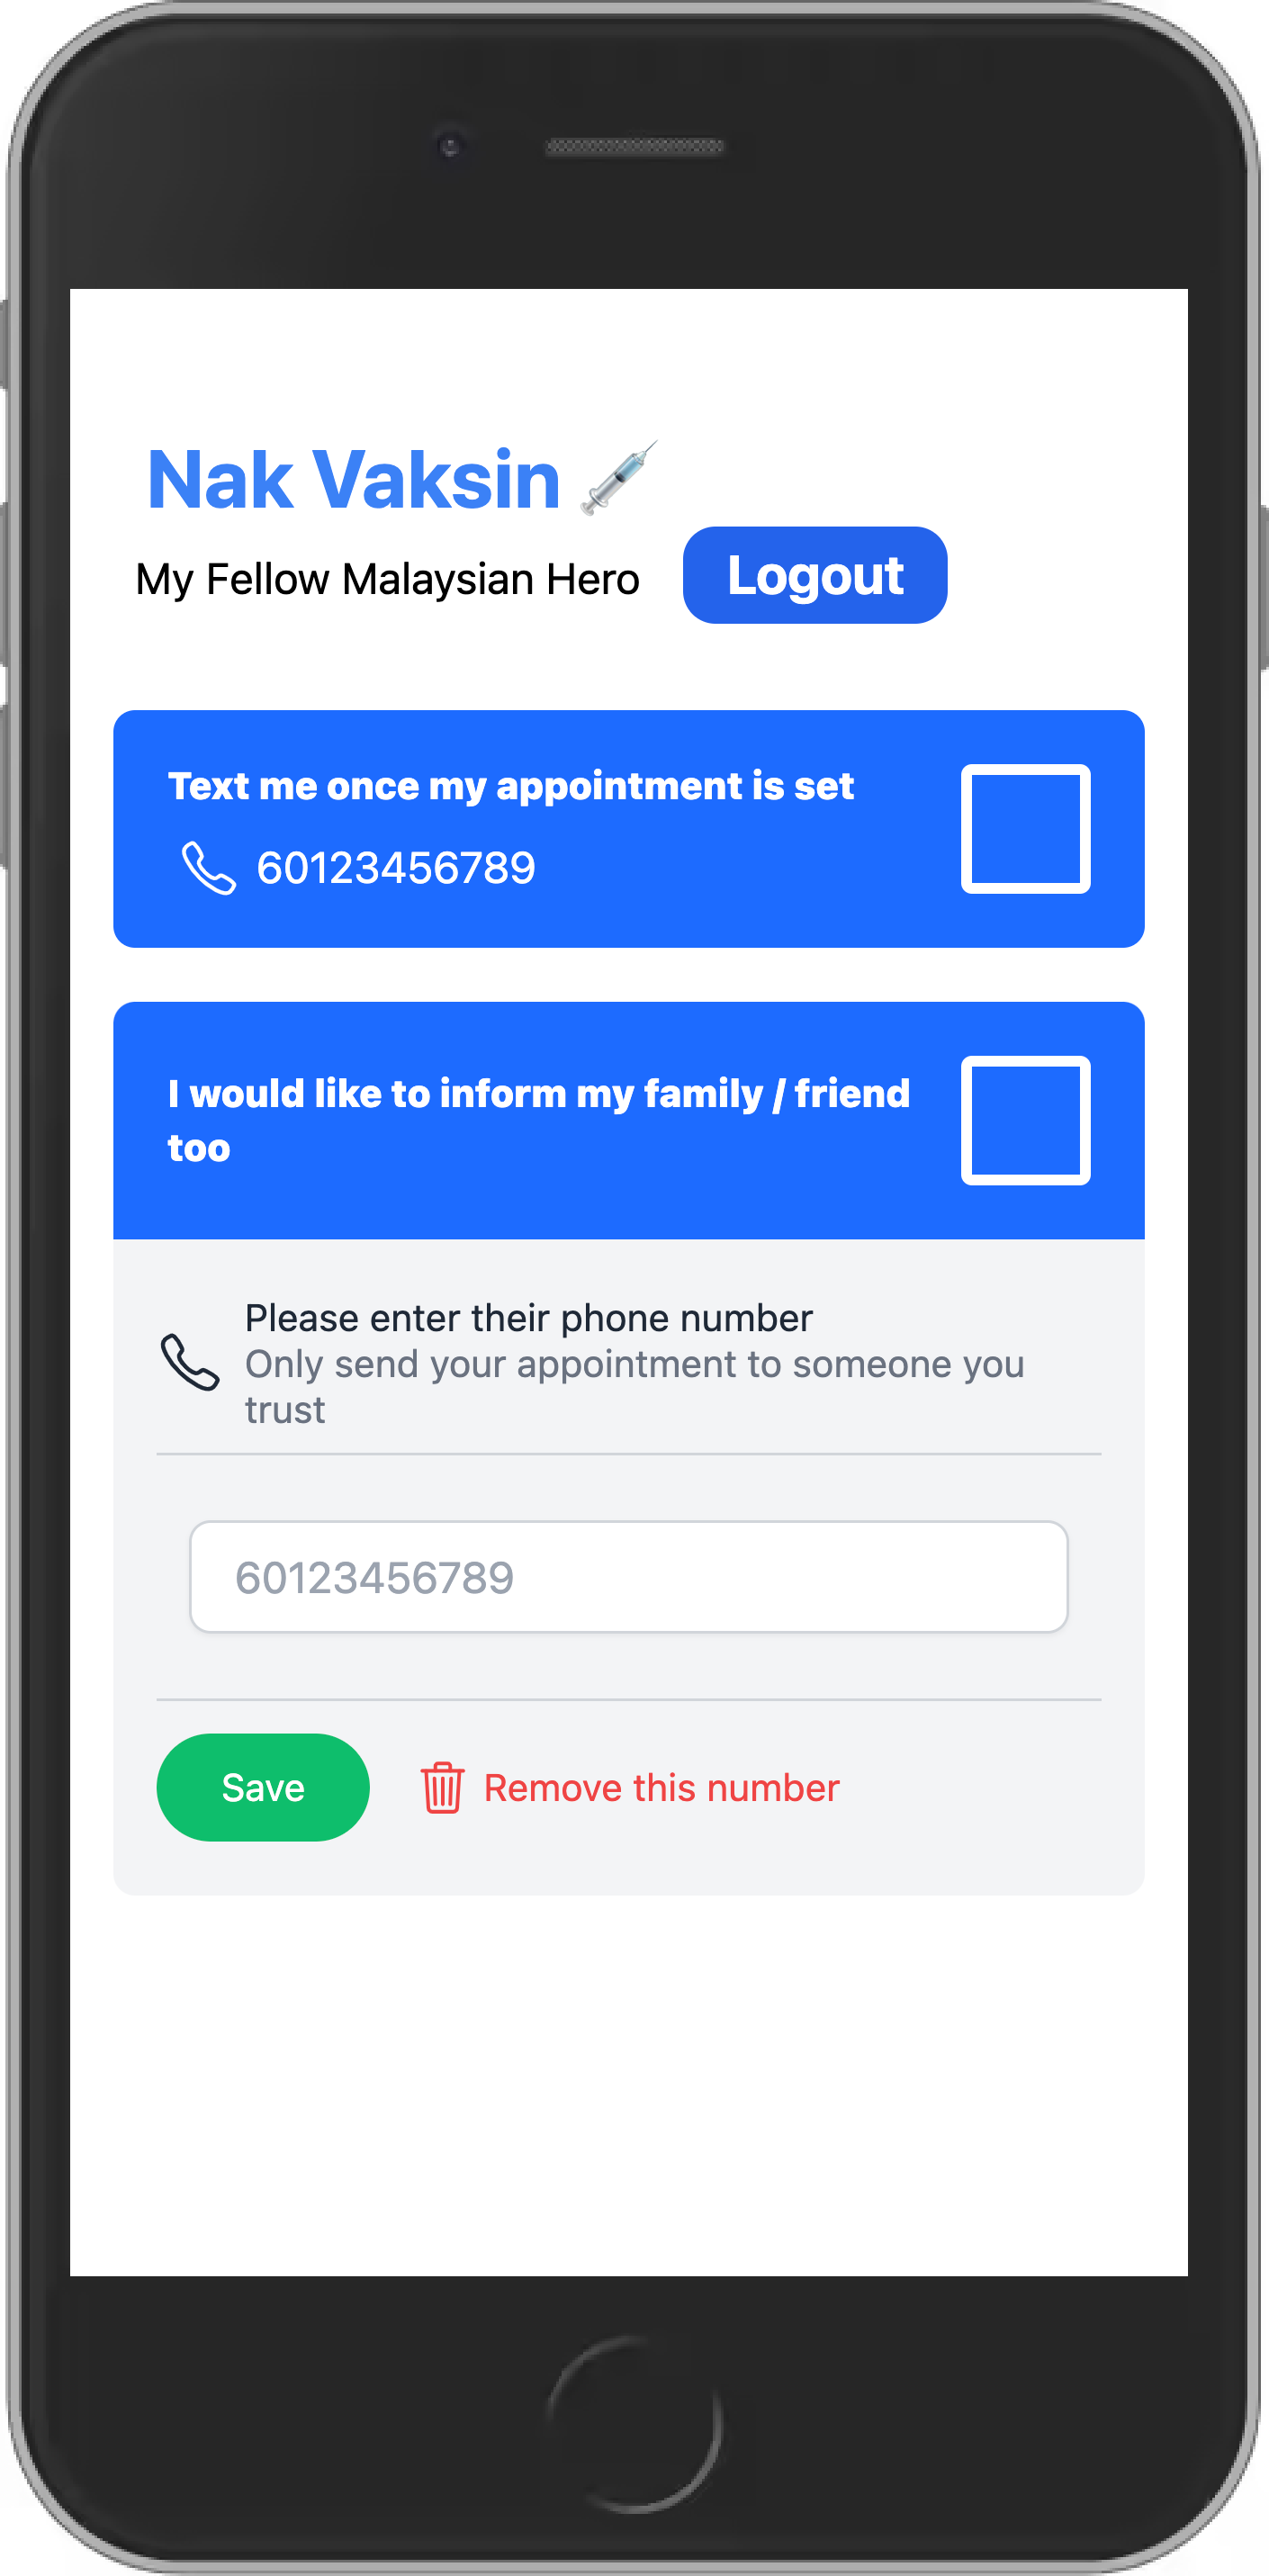 Nak Vaksin
My Fellow Malaysian Hero
Logout
Text me once my appointment is set
60123456789
I would like to inform my family / friend
too
Please enter their phone number
Only send your appointment to someone you
trust
60123456789
Save
Remove this number